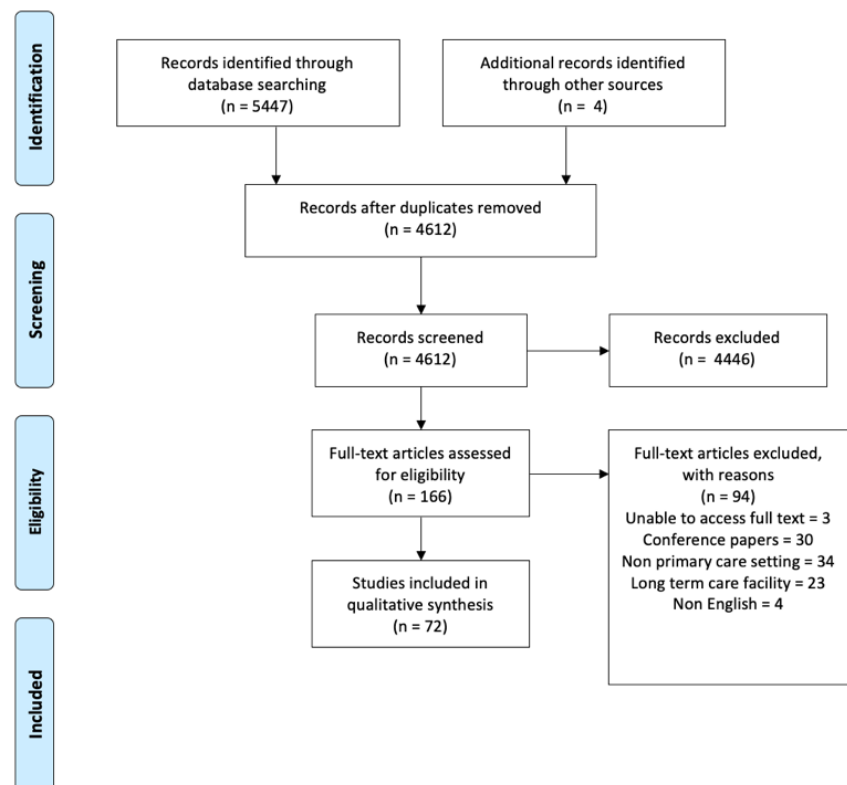 Identification
Records identified through
database searching
(n = 5447)
Additional records identified
through other sources
(n = 4)
Records after duplicates removed
(n = 4612)
Screening
Records screened
(n = 4612)
Records excluded
(n = 4446)
Eligibility
Full-text articles assessed
for eligibility
(n = 166)
Full-text articles excluded,
with reasons
(n = 94)
Unable to access full text = 3
Conference papers = 30
Non primary care setting = 34
Long term care facility = 23
Non English = 4
Included
Studies included in
qualitative synthesis
(n = 72)